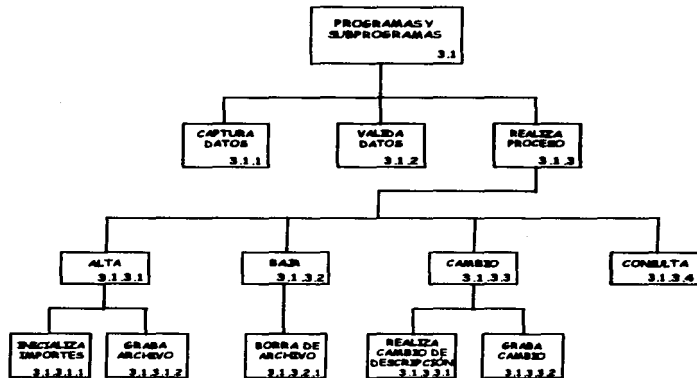 PROGRAMAS Y
SUBPROGRAMAS
3.1
CAPTURA
DATOS
3.1.1
VALIDA
DATOS
3.1.2
REALIZA
PROCESO
3.1.3
ALTA
3.1.3.1
BAJA
3.1.3.2
CAMBIO
3.1.3.3
CONSULTA
3.1.3.4
INICIALIZA
IMPORTES
3.1.3.1.1
GRABA
ARCHIVO
3.1.3.1.2
BORRA DE
ARCHIVO
3.1.3.2.1
REALIZA
CAMBIO DE
DESCRIPCIÓN
3.1.3.3.1
GRABA
CAMBIO
3.1.3.3.2